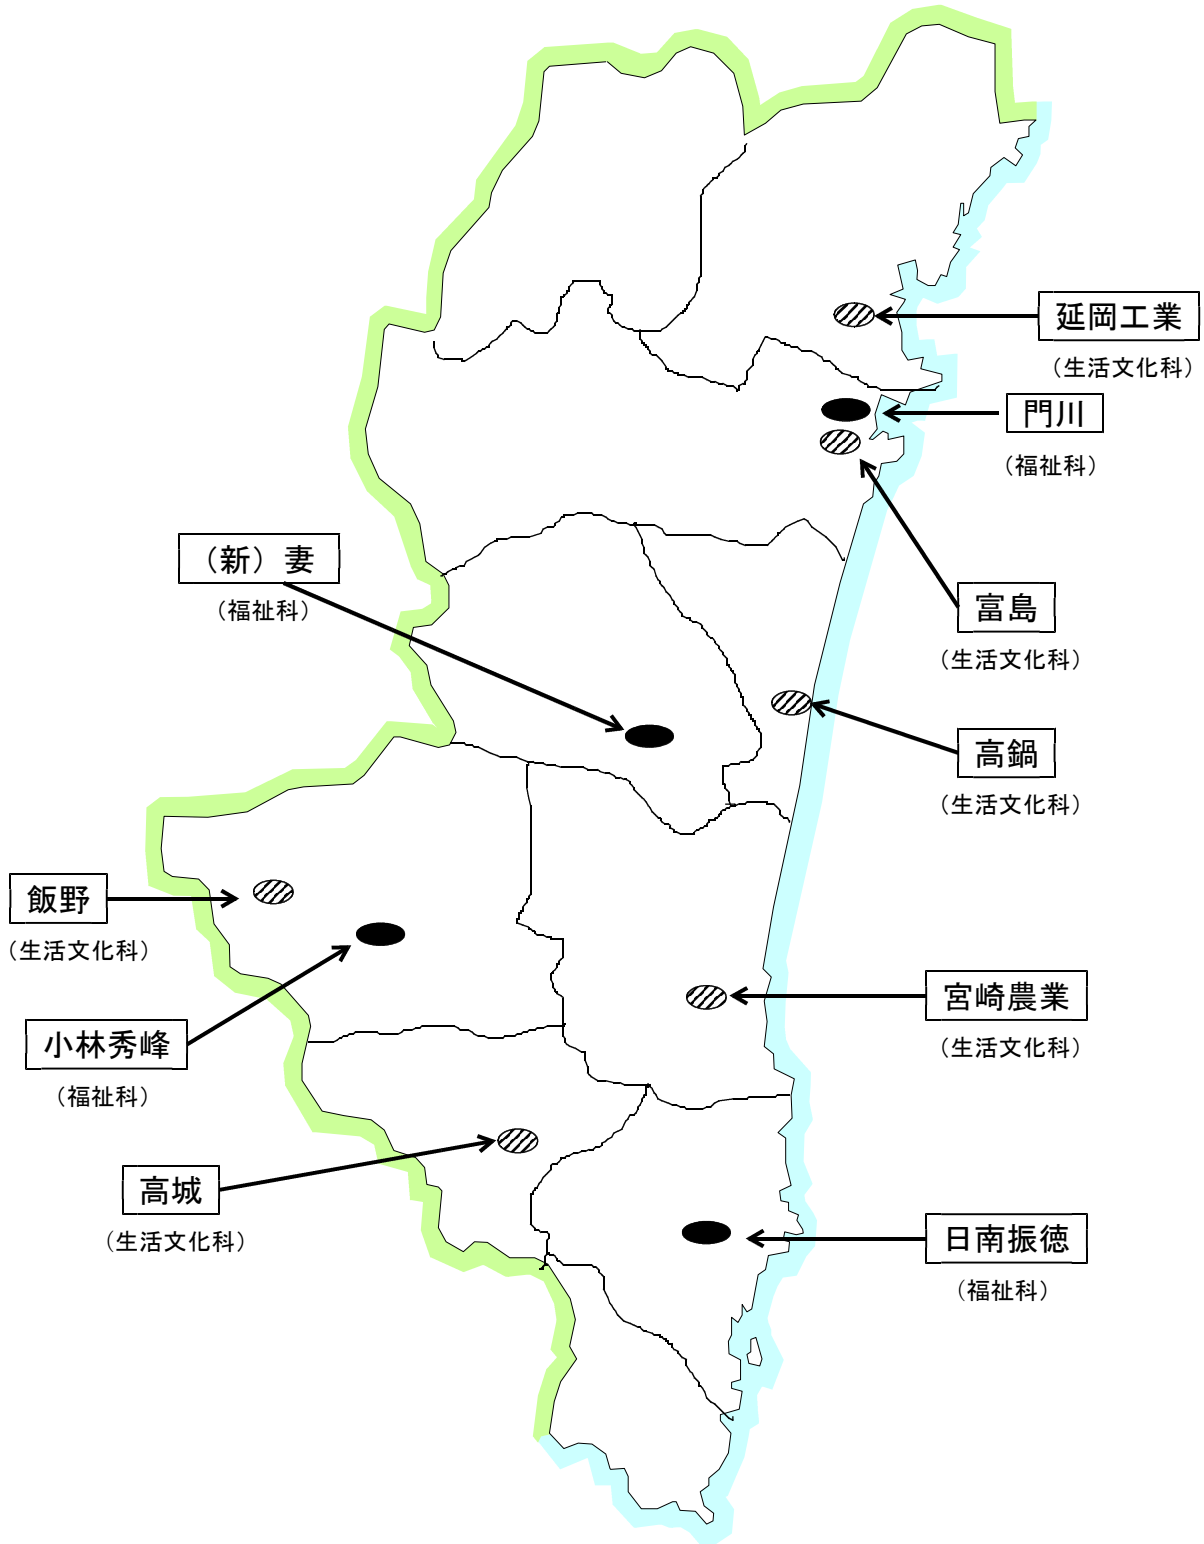 延岡工業
（生活文化科）
門川
（福祉科）
（新）妻
（福祉科）
富島
（生活文化科）
高鍋
（生活文化科）
飯野
（生活文化科）
宮崎農業
（生活文化科）
小林秀峰
（福祉科）
高城
（生活文化科）
日南振徳
（福祉科）